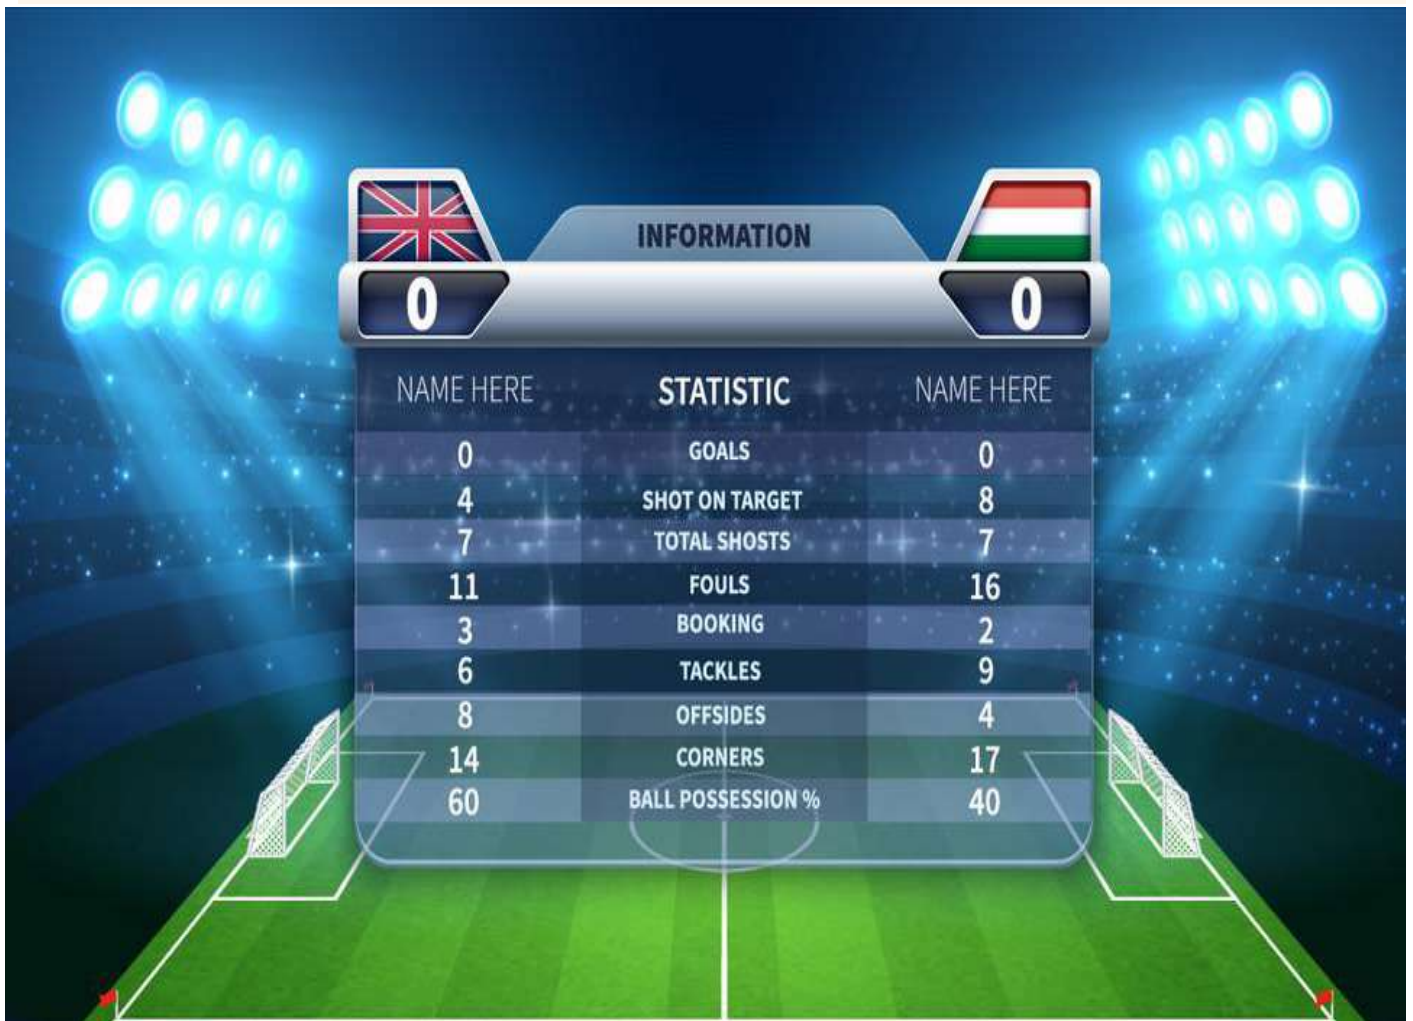 INFORMATION
0 0
NAME HERE STATISTIC NAME HERE
0 GOALS 0
4 SHOT ON TARGET 8
7 TOTAL SHOSTS 7
11 FOULS 16
3 BOOKING 2
6 TACKLES 9
8 OFFSIDES 4
14 CORNERS 17
60 BALL POSSESSION % 40